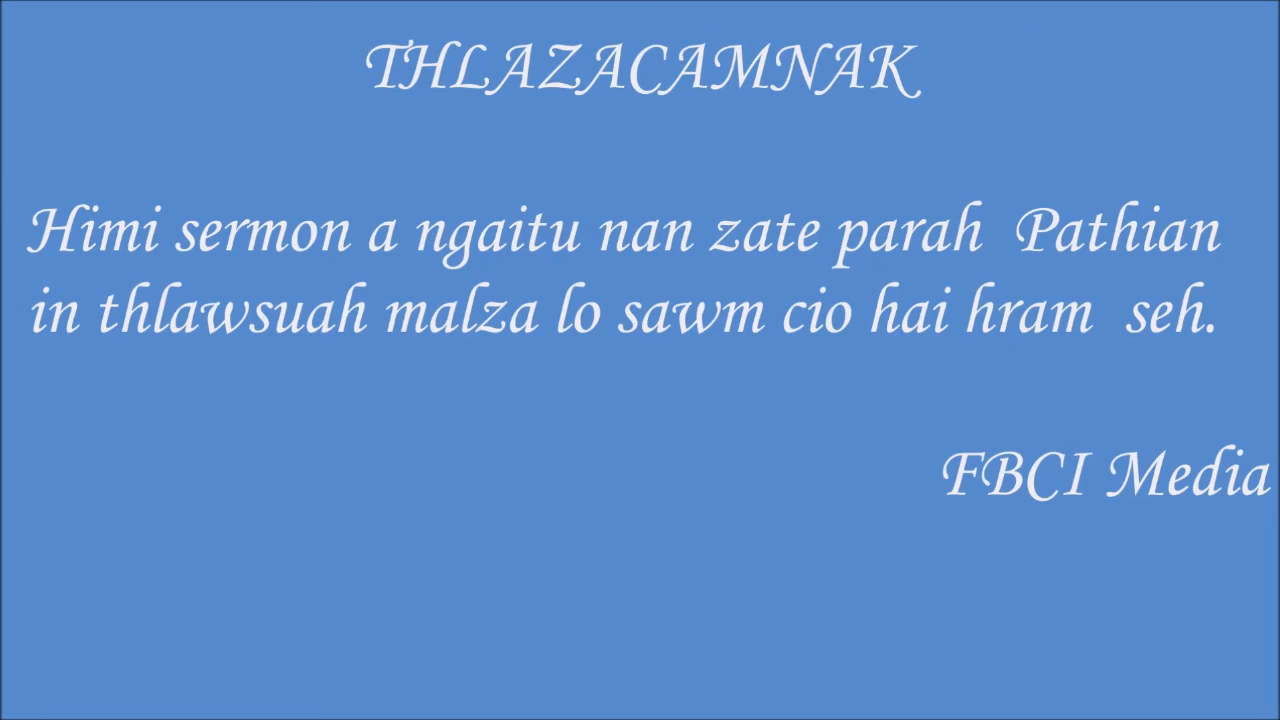 THLAZACAMNAK
Himi sermon a ngaitu nan zate parah Pathian
in thlawsuah malza lo sawm cio hai hram seh.
FBCI Media